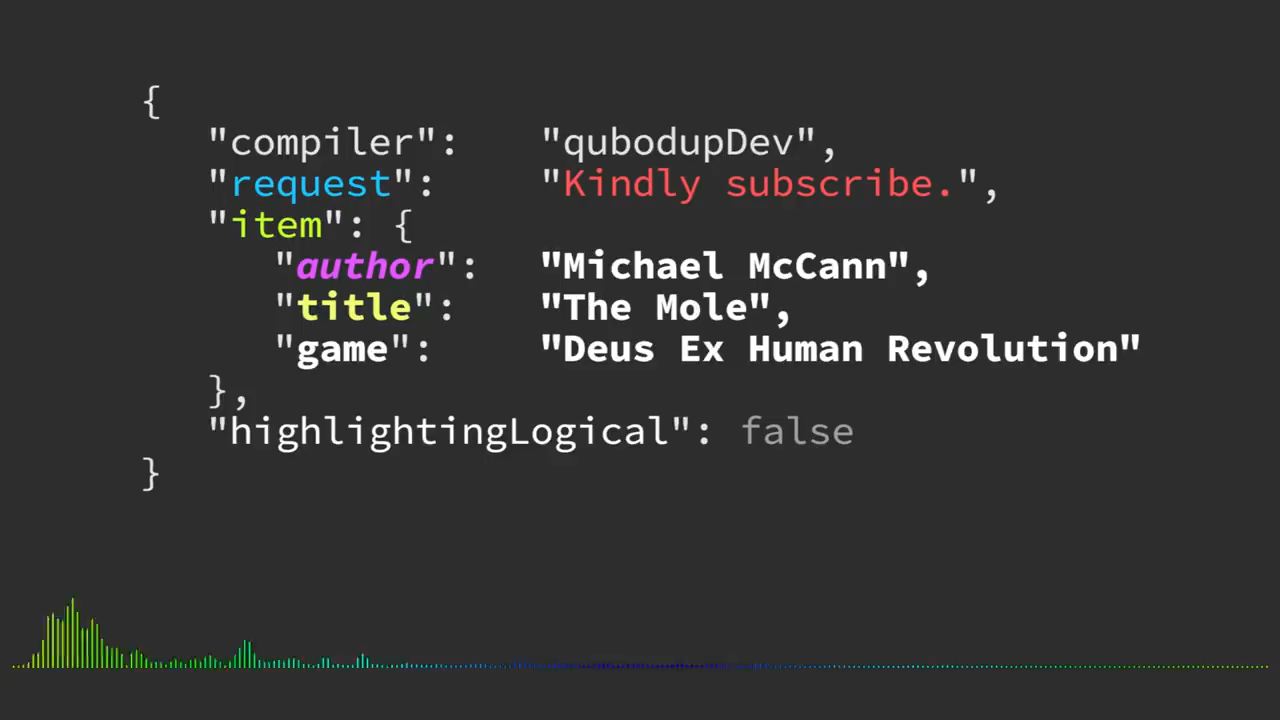 {
"compiler": "qubodupDev",
"request": "Kindly subscribe.",
"item": {
"author": "Michael McCann",
"title": "The Mole",
"game": "Deus Ex Human Revolution"
},
"highlightingLogical": false
}